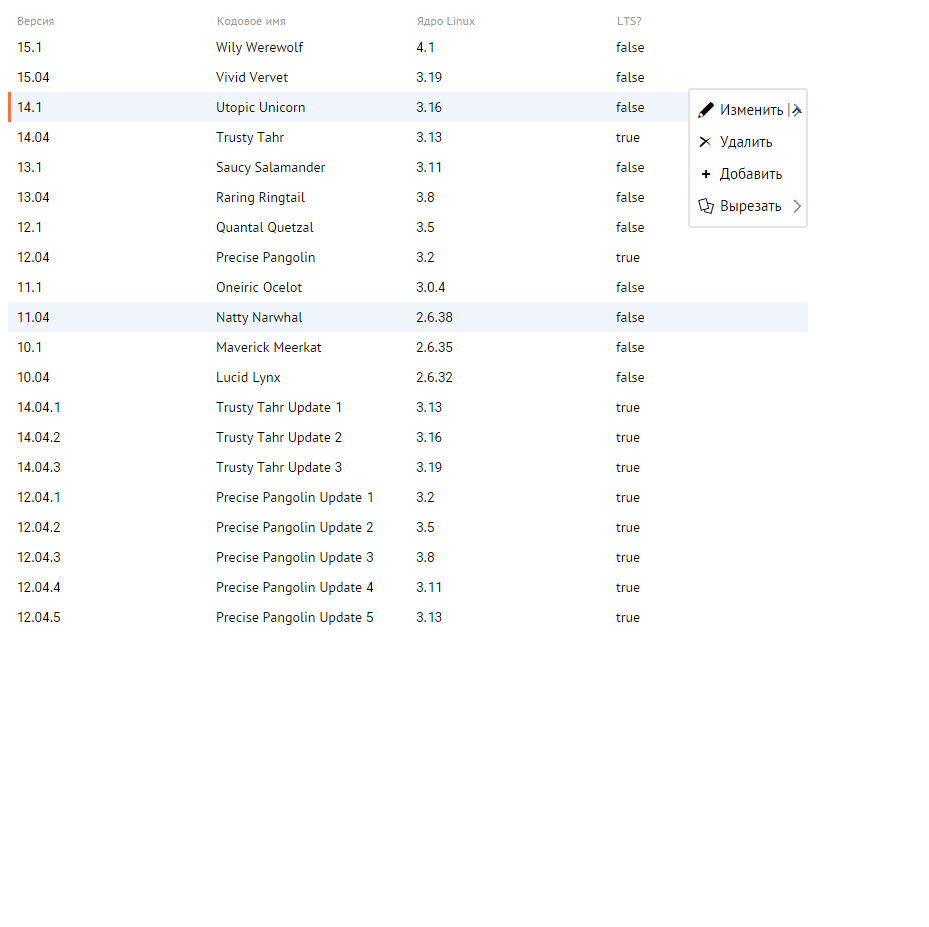 Версия Кодовое имя Ядро Linux LTS?
15.1 Wily Werewolf 4.1 false
15.04 Vivid Vervet 3.19 false
14.1 Utopic Unicorn 3.16 false Изменить
14.04 Trusty Tahr 3.13 true Удалить
13.1 Saucy Salamander 3.11 false Добавить
13.04 Raring Ringtail 3.8 false Вырезать
12.1 Quantal Quetzal 3.5 false
12.04 Precise Pangolin 3.2 true
11.1 Oneiric Ocelot 3.0.4 false
11.04 Natty Narwhal 2.6.38 false
10.1 Maverick Meerkat 2.6.35 false
10.04 Lucid Lynx 2.6.32 false
14.04.1 Trusty Tahr Update 1 3.13 true
14.04.2 Trusty Tahr Update 2 3.16 true
14.04.3 Trusty Tahr Update 3 3.19 true
12.04.1 Precise Pangolin Update 1 3.2 true
12.04.2 Precise Pangolin Update 2 3.5 true
12.04.3 Precise Pangolin Update 3 3.8 true
12.04.4 Precise Pangolin Update 4 3.11 true
12.04.5 Precise Pangolin Update 5 3.13 true